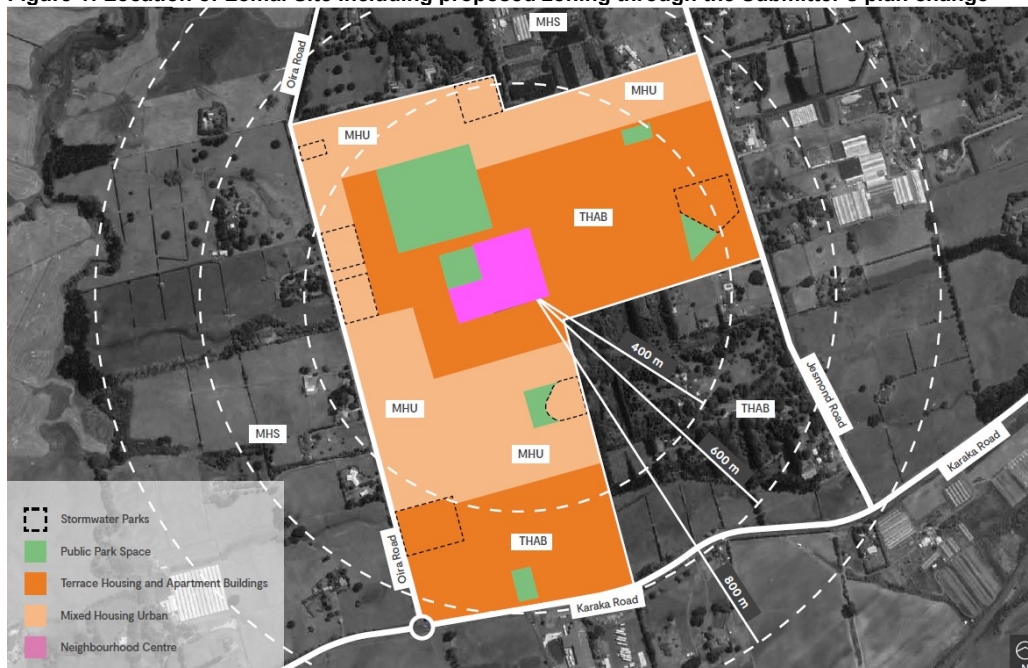 Figure 1: Location of Lomai Site including proposed zoning through the Submitter's plan change
MHS
Oira Road
MHU
MHU
THAB
400 m
Jesmond Road
THAB
MHU
MHS
600 m
MHU
Karaka Road
Stormwater Parks
Public Park Space
Oira Road
THAB
Terrace Housing and Apartment Buildings
800 m
Karaka Road
Mixed Housing Urban
Neighbourhood Centre